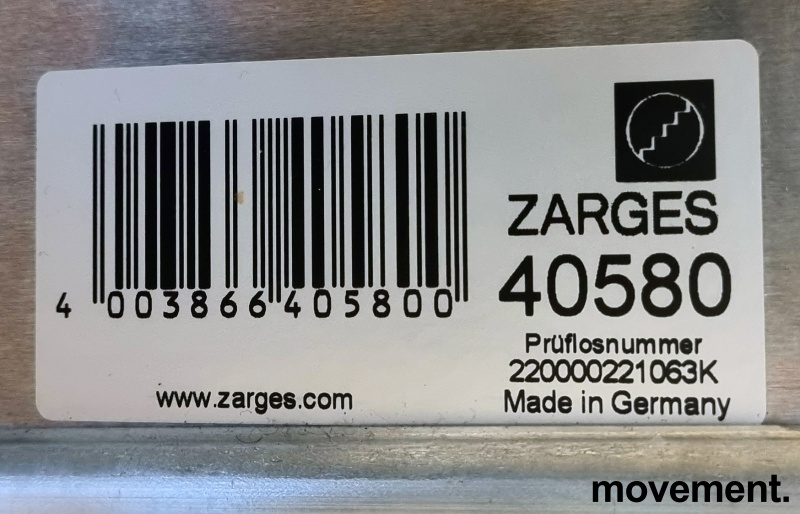 4 003866 405800
ZARGES
40580
Prüflosnummer
220000221063K
Made in Germany
www.zarges.com
movement.